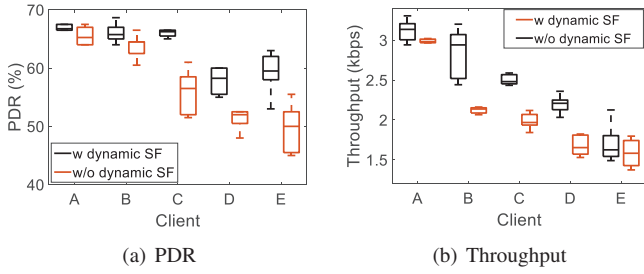 70
60
50
40
PDR (%)
w dynamic SF
w/o dynamic SF
A B C D E
Client
(a) PDR
3
2.5
2
1.5
Throughput (kbps)
w dynamic SF
w/o dynamic SF
A B C D E
Client
(b) Throughput